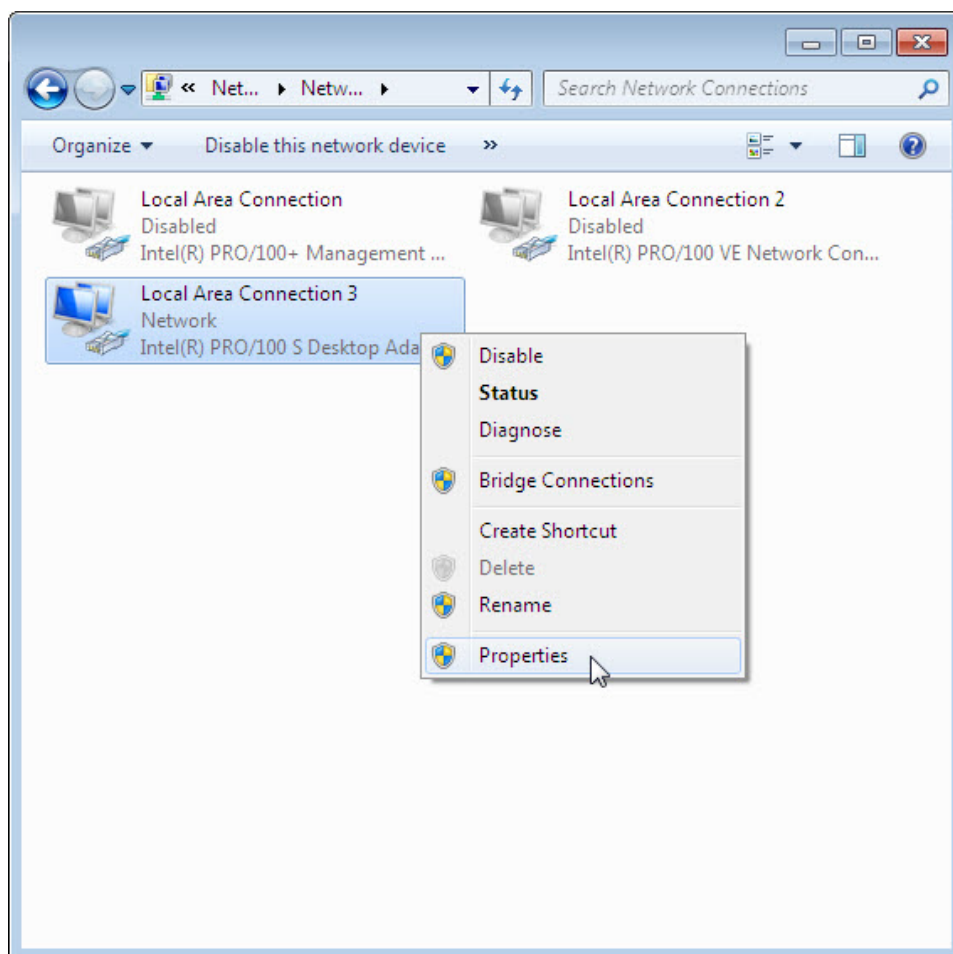 « Net... Netw...
Search Network Connections
Organize
Disable this network device
»
Local Area Connection
Disabled
Intel(R) PRO/100+ Management ...
Local Area Connection 2
Disabled
Intel(R) PRO/100 VE Network Con...
Local Area Connection 3
Network
Intel(R) PRO/100 S Desktop Ada
Disable
Status
Diagnose
Bridge Connections
Create Shortcut
Delete
Rename
Properties